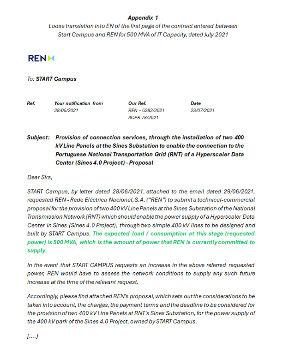 Appendix 1
Loose translation into EN of the first page of the contract entered between
Start Campus and REN for 500 MVA of IT Capacity, dated July 2021
REN
To: START Campus
Ref. Your notification from Our Ref. Date
28/06/2021 REN - 5282/2021 23/07/2021
Subject: Provision of connection services, through the installation of two 400
kV Line Panels at the Sines Substation to enable the connection to the
Portuguese National Transportation Grid (RNT) of a Hyperscaler Data
Center (Sines 4.0 Project) - Proposal
Dear Sirs,
START Campus, by letter dated 28/06/2021, attached to the email dated 29/06/2021,
requested REN - Rede Eléctrica Nacional, S.A. ("REN") to submit a technical-commercial
proposal for the provision of two 400 kV Line Panels at the Sines Substation of the National
Transmission Network (RNT) which should enable the power supply of a Hyperscaler Data
Center in Sines (Sines 4.0 Project), through two simple 400 kV lines to be designed and
built by START Campus. The expected load / consumption at this stage (requested
power) is 500 MVA, which is the amount of power that REN is currently committed to
supply.
In the event that START CAMPUS requests an increase in the above referred requested
power, REN would have to assess the network conditions to supply any such future
increase at the time of the relevant request.
Accordingly, please find attached REN's proposal, which sets out the considerations to be
taken into account, the charges, the payment terms and the deadline to be considered for
the provision of two 400 kV Line Panels at RNT's Sines Substation, for the power supply of
the 400 kV park of the Sines 4.0 Project, owned by START Campus.
[....]